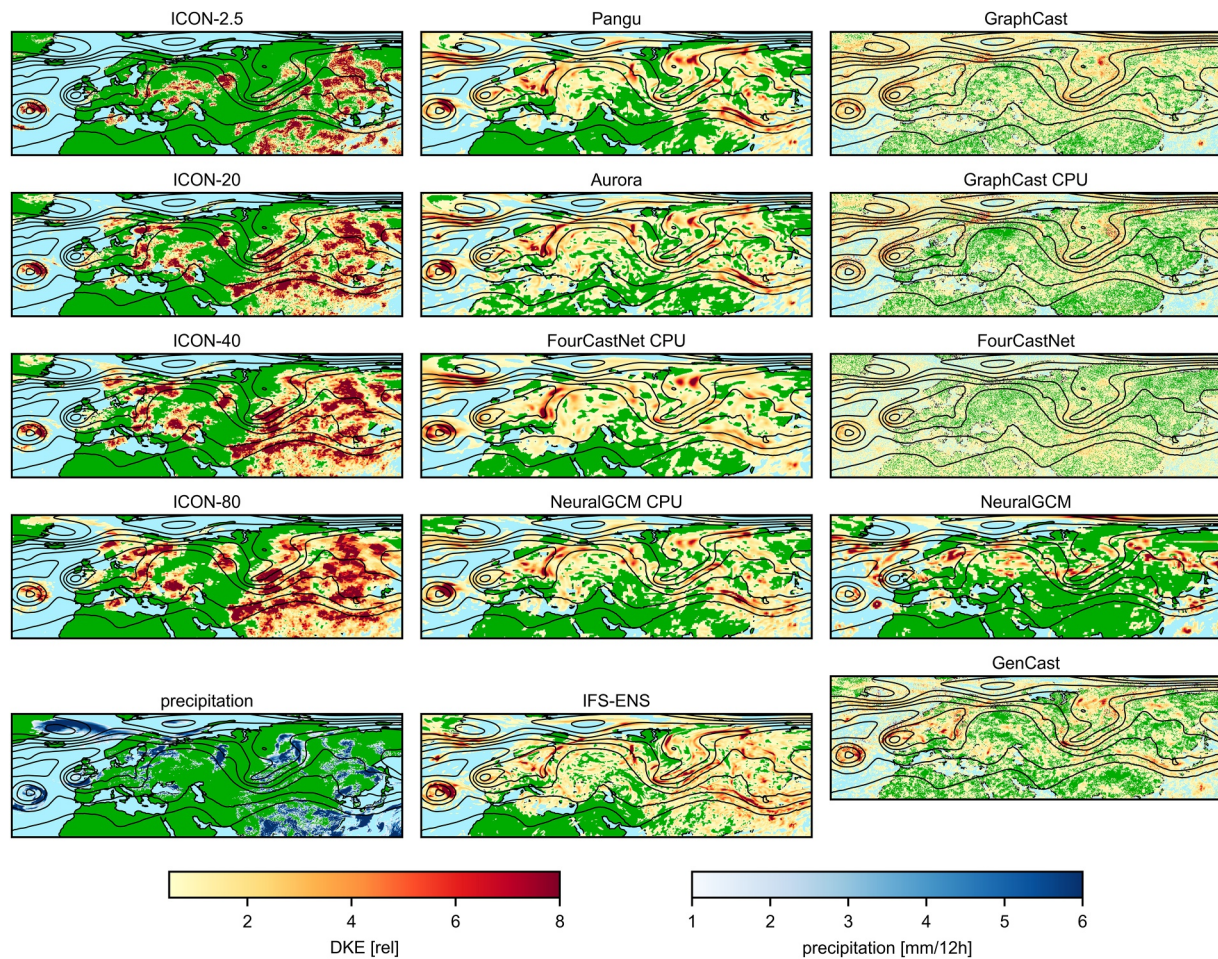 ICON-2.5
Pangu
GraphCast
ICON-20
Aurora
GraphCast CPU
ICON-40
FourCastNet CPU
FourCastNet
ICON-80
NeuralGCM CPU
NeuralGCM
GenCast
precipitation
IFS-ENS
2 4 6 8
DKE [rel]
1 2 3 4 5 6
precipitation [mm/12h]